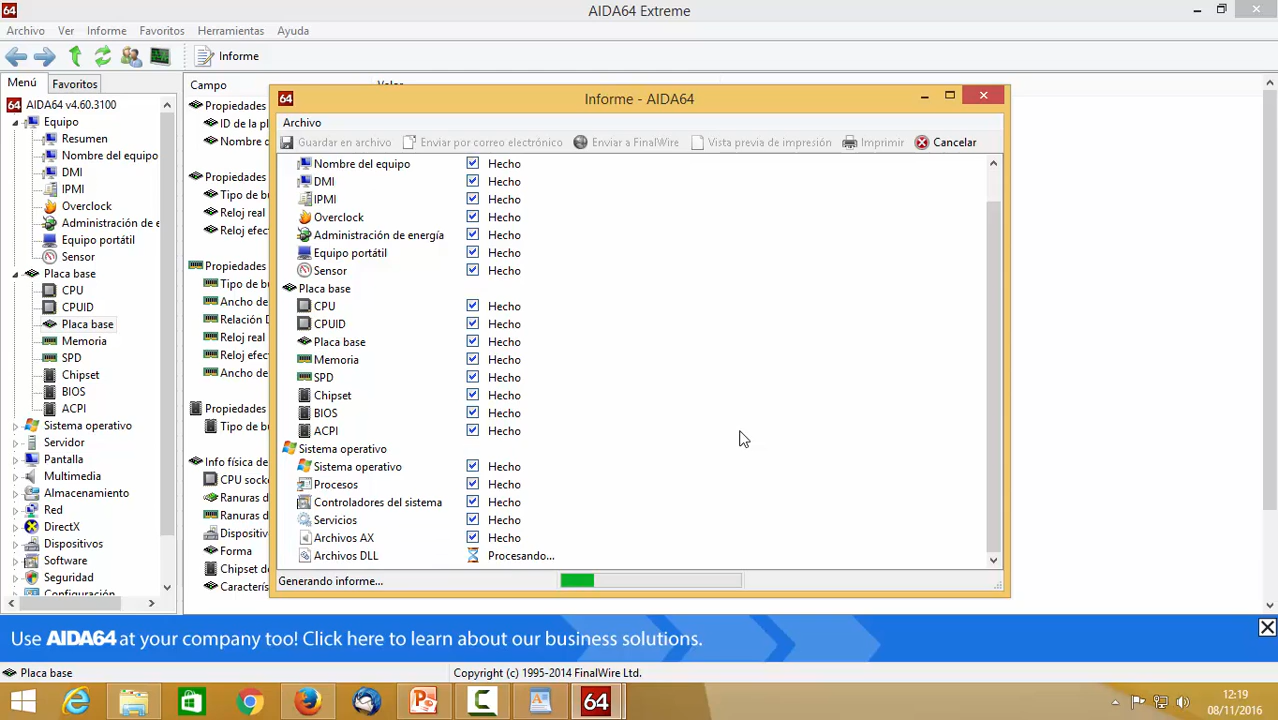 64 AIDA64 Extreme
Archivo Ver Informe Favoritos Herramientas Ayuda
Informe
Menú Favoritos
Campo
AIDA64 v4.60.3100
Equipo
Resumen
Nombre del equipo
DMI
IPMI
Overclock
Administración de e
Equipo portátil
Sensor
Placa base
CPU
CPUID
Placa base
Memoria
SPD
Chipset
BIOS
ACPI
Sistema operativo
Servidor
Pantalla
Multimedia
Almacenamiento
Red
DirectX
Dispositivos
Software
Seguridad
Configuración
Propiedades
ID de la pl
Nombre d
Propiedades
Tipo de bu
Reloj real
Reloj efec
Propiedades
Tipo de bu
Ancho de
Relación D
Reloj real
Reloj efec
Ancho de
Propiedades
Tipo de bu
Info física de
CPU socke
Ranuras d
Ranuras d
Dispositiv
Forma
Chipset de
Caracterís
64 Informe - AIDA64
Archivo
Guardar en archivo Enviar por correo electrónico Enviar a FinalWire Vista previa de impresión Imprimir Cancelar
Nombre del equipo Hecho
DMI Hecho
IPMI Hecho
Overclock Hecho
Administración de energía Hecho
Equipo portátil Hecho
Sensor Hecho
Placa base
CPU Hecho
CPUID Hecho
Placa base Hecho
Memoria Hecho
SPD Hecho
Chipset Hecho
BIOS Hecho
ACPI Hecho
Sistema operativo
Sistema operativo Hecho
Procesos Hecho
Controladores del sistema Hecho
Servicios Hecho
Archivos AX Hecho
Archivos DLL Procesando...
Generando informe...
Use AIDA64 at your company too! Click here to learn about our business solutions.
Placa base Copyright (c) 1995-2014 FinalWire Ltd.
64
12:19
08/11/2016